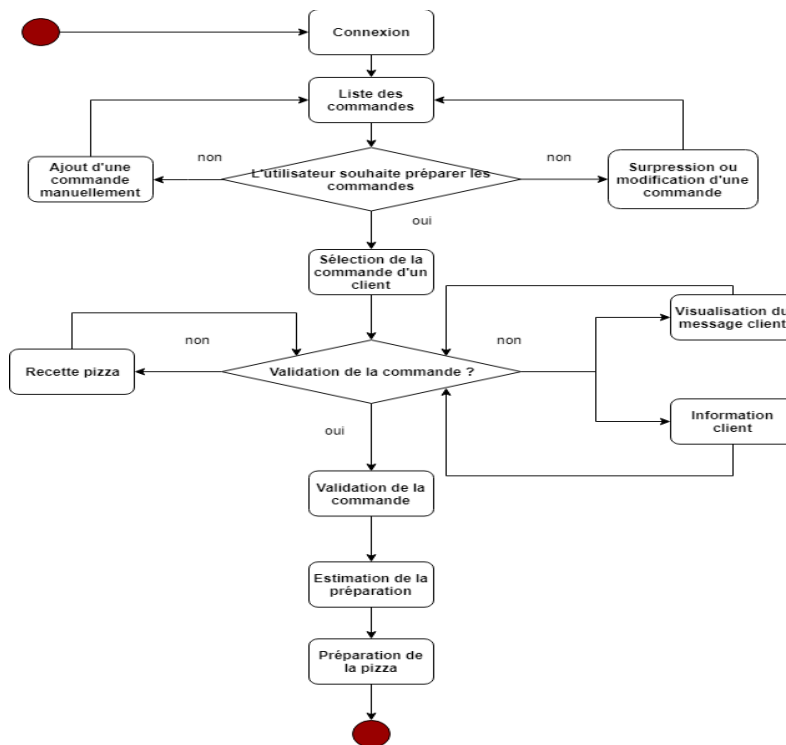 Connexion
Liste des
commandes
non
non
Ajout d'une
commande
manuellement
L'utilisateur souhaite préparer les
commandes
Surpression ou
modification d'une
commande
oui
Sélection de la
commande d'un
client
Visualisation du
message client
non
non
Recette pizza
Validation de la commande ?
Information
client
oui
Validation de la
commande
Estimation de la
préparation
Préparation de
la pizza